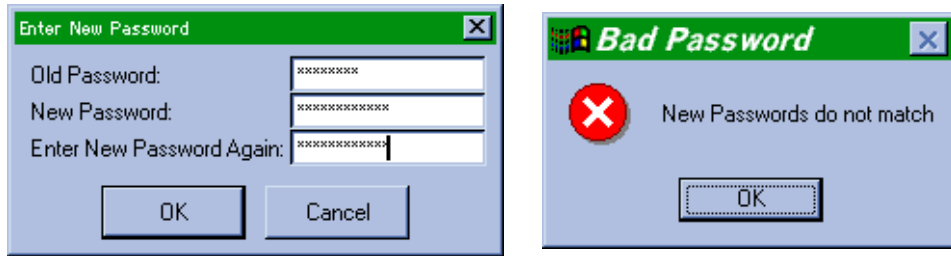 Enter New Password
Old Password: ********
New Password: ************
Enter New Password Again: ************
OK Cancel
Bad Password
New Passwords do not match
OK